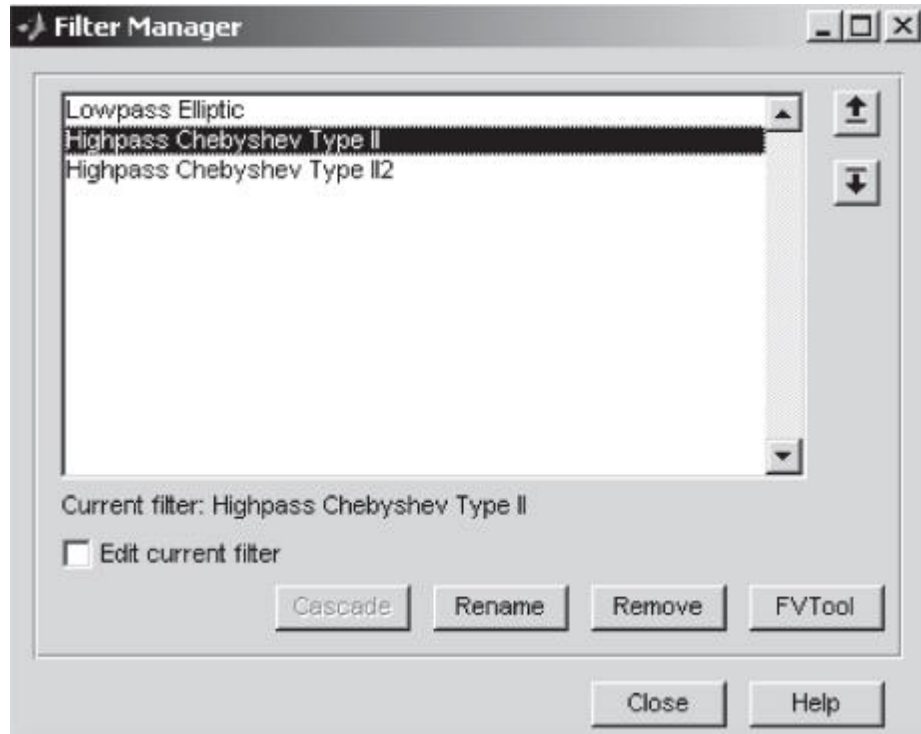 Filter Manager
Lowpass Elliptic
Highpass Chebyshev Type II
Highpass Chebyshev Type II2
Current filter: Highpass Chebyshev Type II
Edit current filter
Cascade Rename Remove FVTool
Close Help